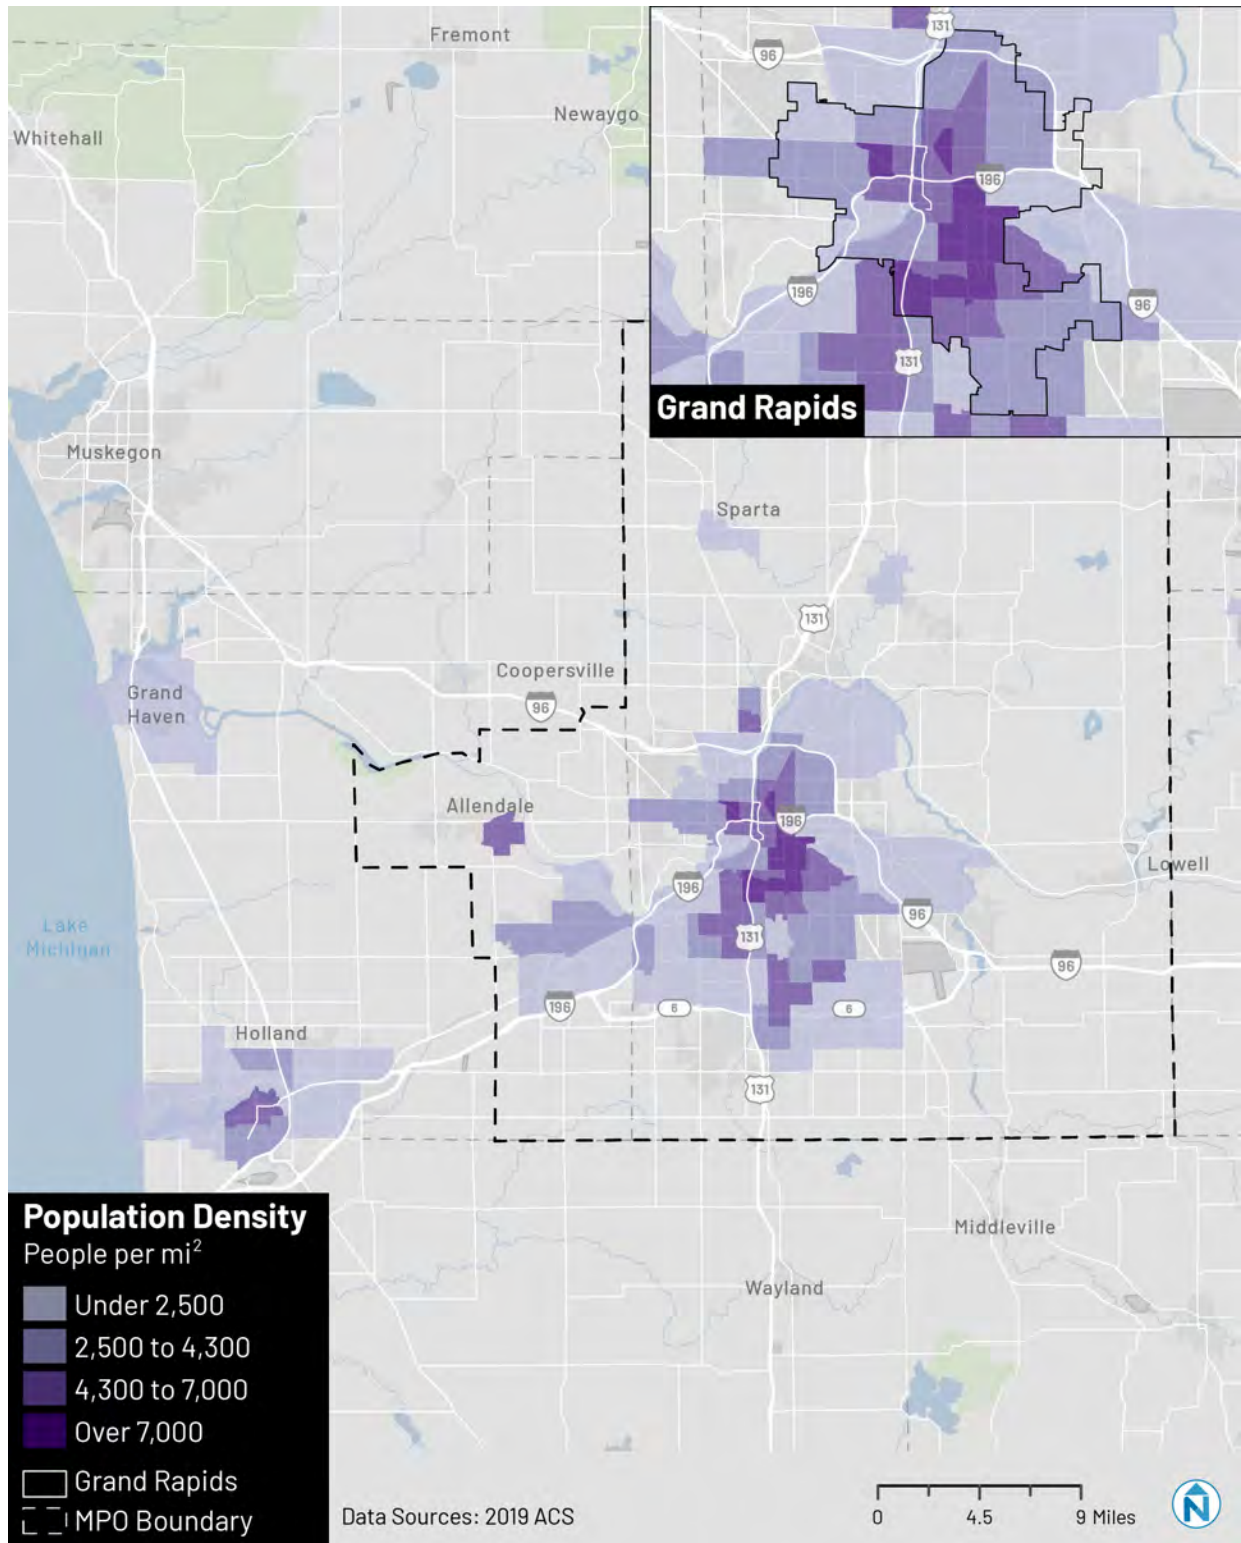 Fremont
Newaygo
Whitehall
131
96
196
196
96
131
Grand Rapids
Muskegon
Sparta
131
Grand
Haven
Coopersville
96
Allendale
196
Lowell
196
Lake
Michigan
131
96
96
196
6
6
Holland
131
Middleville
Wayland
Population Density
People per mi²
Under 2,500
2,500 to 4,300
4,300 to 7,000
Over 7,000
Grand Rapids
MPO Boundary
Data Sources: 2019 ACS
0 4.5 9 Miles
N